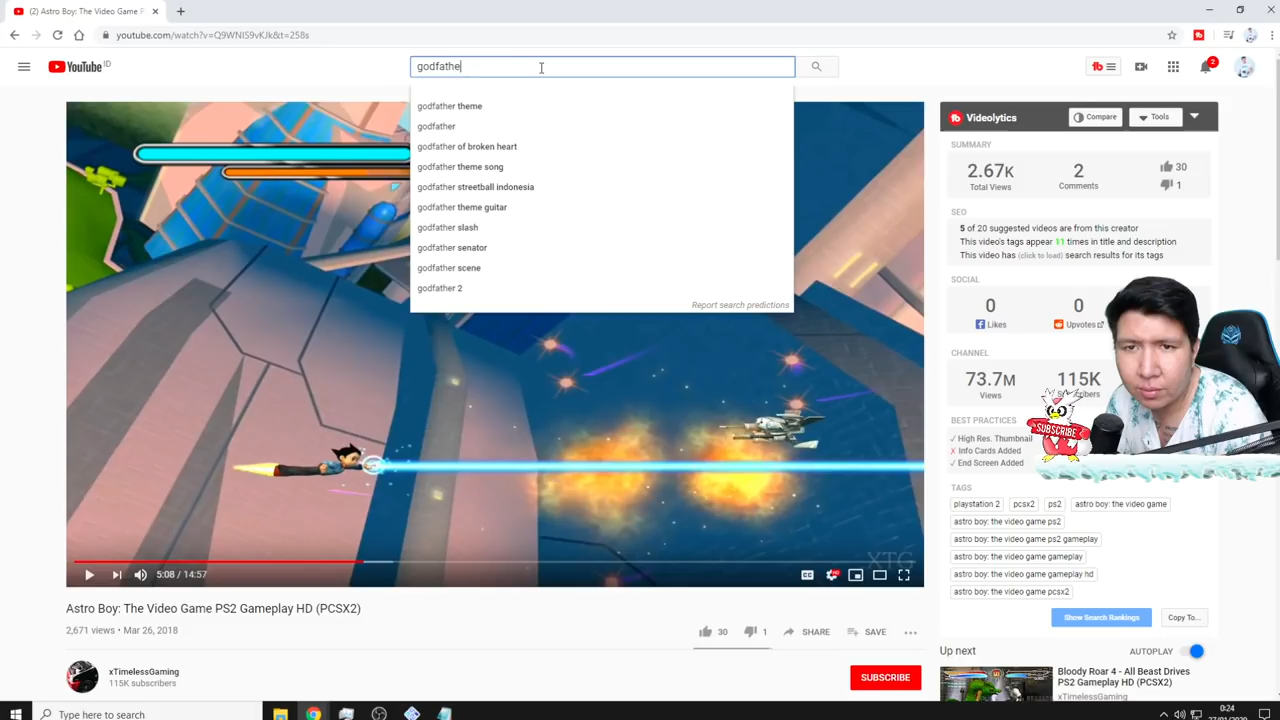 (2) Astro Boy: The Video Game P
youtube.com/watch?v=Q9WNIS9vKJk&t=258s
YouTube ID
godfathe
2
godfather theme
godfather
godfather of broken heart
godfather theme song
godfather streetball indonesia
godfather theme guitar
godfather slash
godfather senator
godfather scene
godfather 2
Report search predictions
XTG
5:08 / 14:57
CC
HD
Astro Boy: The Video Game PS2 Gameplay HD (PCSX2)
2,671 views • Mar 26, 2018
30
1
SHARE
SAVE
xTimelessGaming
115K subscribers
SUBSCRIBE
tb Videolytics
Compare
Tools
SUMMARY
2.67K
Total Views
2
Comments
30
1
SEO
5 of 20 suggested videos are from this creator
This video's tags appear 11 times in title and description
This video has (click to load) search results for its tags
SOCIAL
0
Likes
0
Upvotes
CHANNEL
73.7M
Views
115K
SUBSCRIBE
BEST PRACTICES
√ High Res. Thumbnail
X Info Cards Added
√ End Screen Added
TAGS
playstation 2
pcsx2
ps2
astro boy: the video game
astro boy: the video game ps2
astro boy: the video game ps2 gameplay
astro boy: the video game gameplay
astro boy: the video game gameplay hd
astro boy: the video game pcsx2
Show Search Rankings
Copy To...
Up next
AUTOPLAY
Bloody Roar 4 - All Beast Drives
PS2 Gameplay HD (PCSX2)
xTimelessGaming
Type here to search
0:24